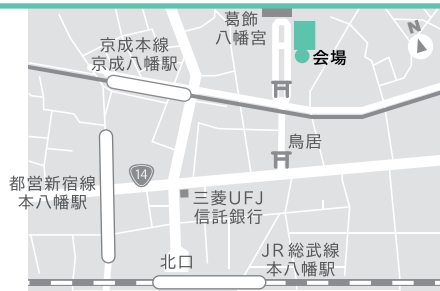 葛飾
八幡宮
N
会場
京成本線
京成八幡駅
鳥居
14
都営新宿線
本八幡駅
三菱UFJ
信託銀行
北口
JR総武線
本八幡駅